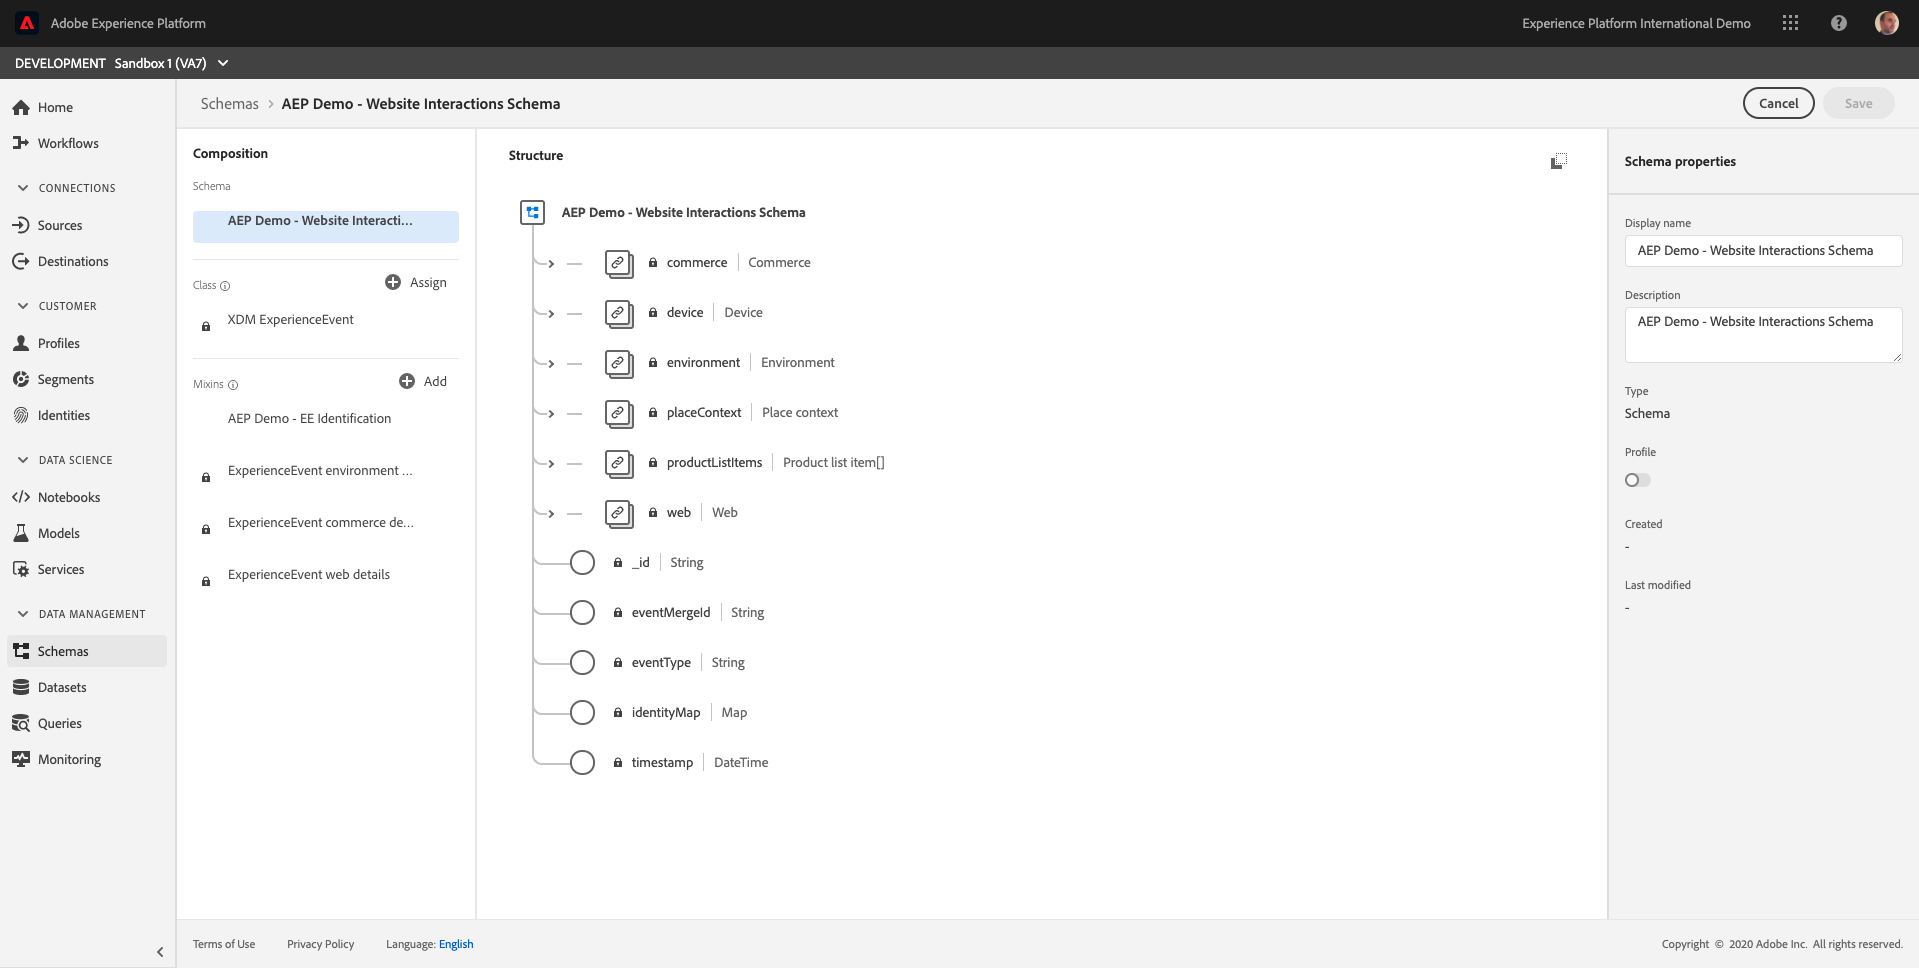 Adobe Experience Platform
Experience Platform International Demo
DEVELOPMENT Sandbox 1 (VA7)
Home
Workflows
CONNECTIONS
Sources
Destinations
CUSTOMER
Profiles
Segments
Identities
DATA SCIENCE
Notebooks
Models
Services
DATA MANAGEMENT
Schemas
Datasets
Queries
Monitoring
Schemas > AEP Demo - Website Interactions Schema
Cancel
Save
Composition
Schema
AEP Demo - Website Interacti...
Class
Assign
XDM ExperienceEvent
Mixins
Add
AEP Demo - EE Identification
ExperienceEvent environment ...
ExperienceEvent commerce de...
ExperienceEvent web details
Structure
AEP Demo - Website Interactions Schema
commerce | Commerce
device | Device
environment | Environment
placeContext | Place context
productListItems | Product list item[]
web | Web
_id | String
eventMergeId | String
eventType | String
identityMap | Map
timestamp | DateTime
Schema properties
Display name
AEP Demo - Website Interactions Schema
Description
AEP Demo - Website Interactions Schema
Type
Schema
Profile
Created
-
Last modified
-
Terms of Use
Privacy Policy
Language: English
Copyright © 2020 Adobe Inc. All rights reserved.